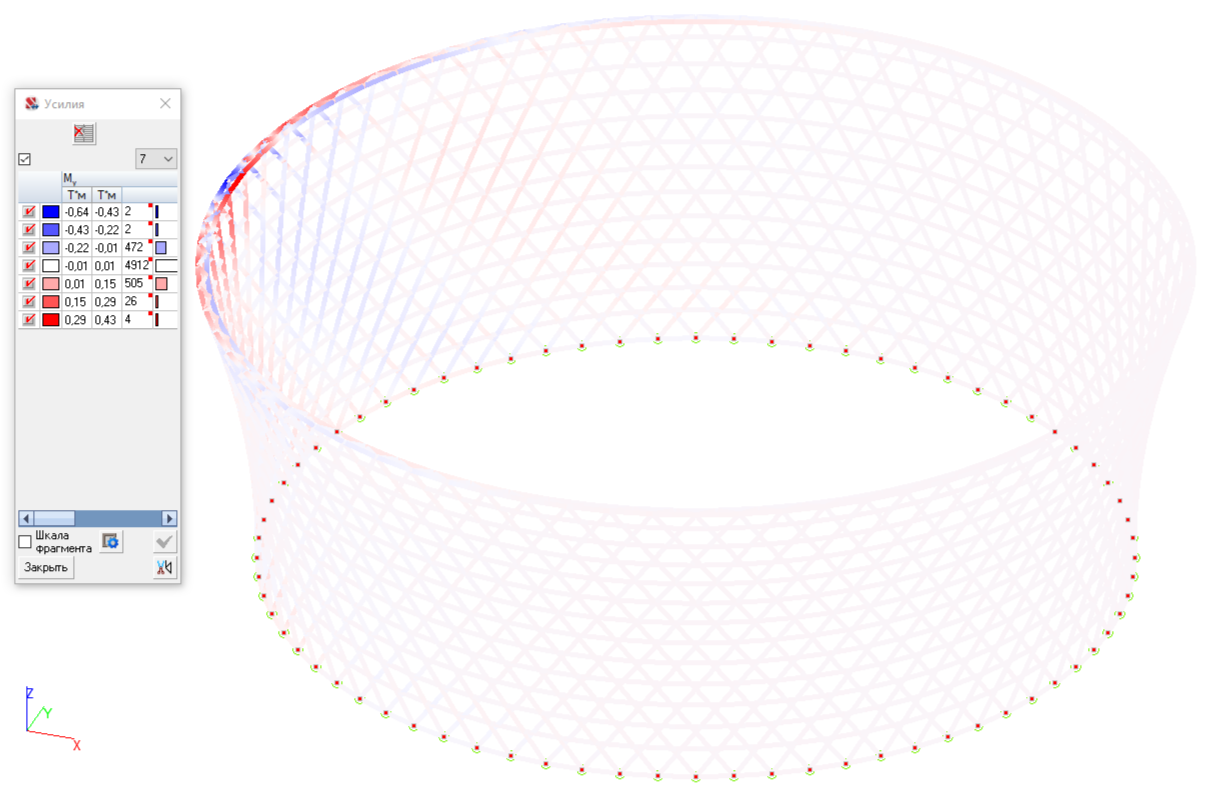 Усилия
7
My
Т*м Т*м
-0,64 -0,43 2
-0,43 -0,22 2
-0,22 -0,01 472
-0,01 0,01 4912
0,01 0,15 505
0,15 0,29 26
0,29 0,43 4
Шкала
фрагмента
Закрыть
Z
Y
X